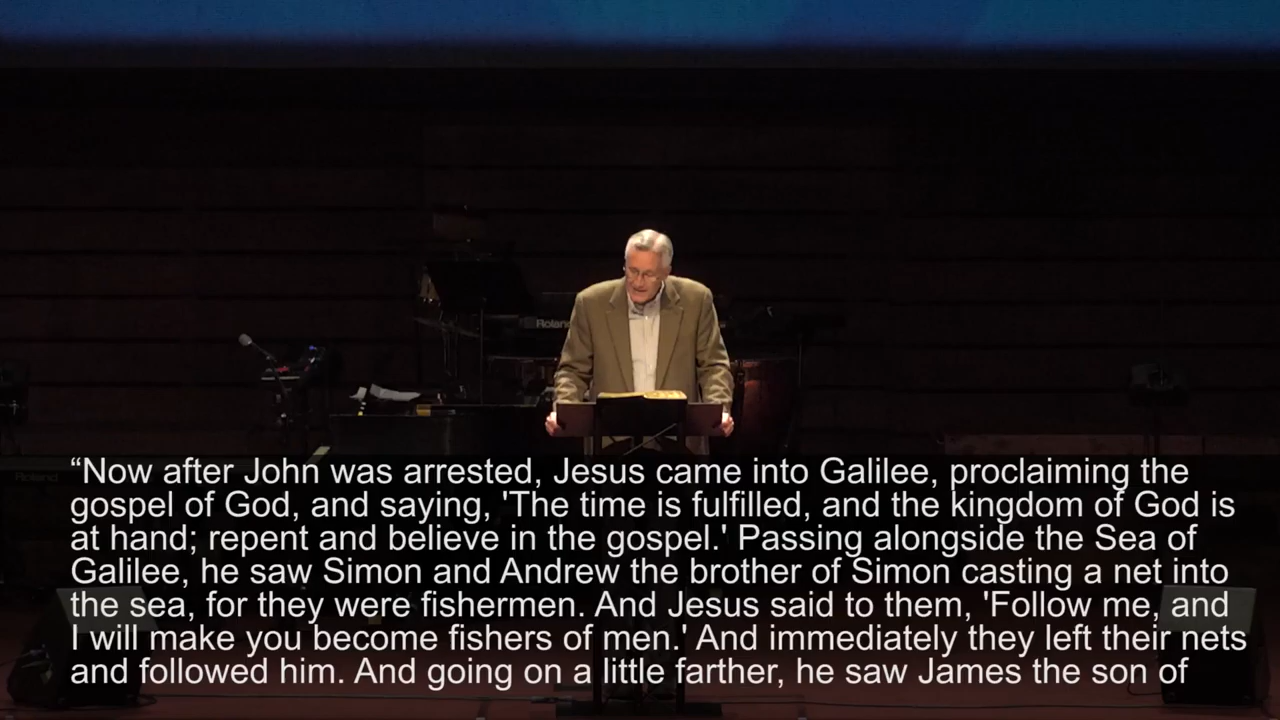 Roland
Roland
“Now after John was arrested, Jesus came into Galilee, proclaiming the
gospel of God, and saying, 'The time is fulfilled, and the kingdom of God is
at hand; repent and believe in the gospel.' Passing alongside the Sea of
Galilee, he saw Simon and Andrew the brother of Simon casting a net into
the sea, for they were fishermen. And Jesus said to them, 'Follow me, and
I will make you become fishers of men.' And immediately they left their nets
and followed him. And going on a little farther, he saw James the son of